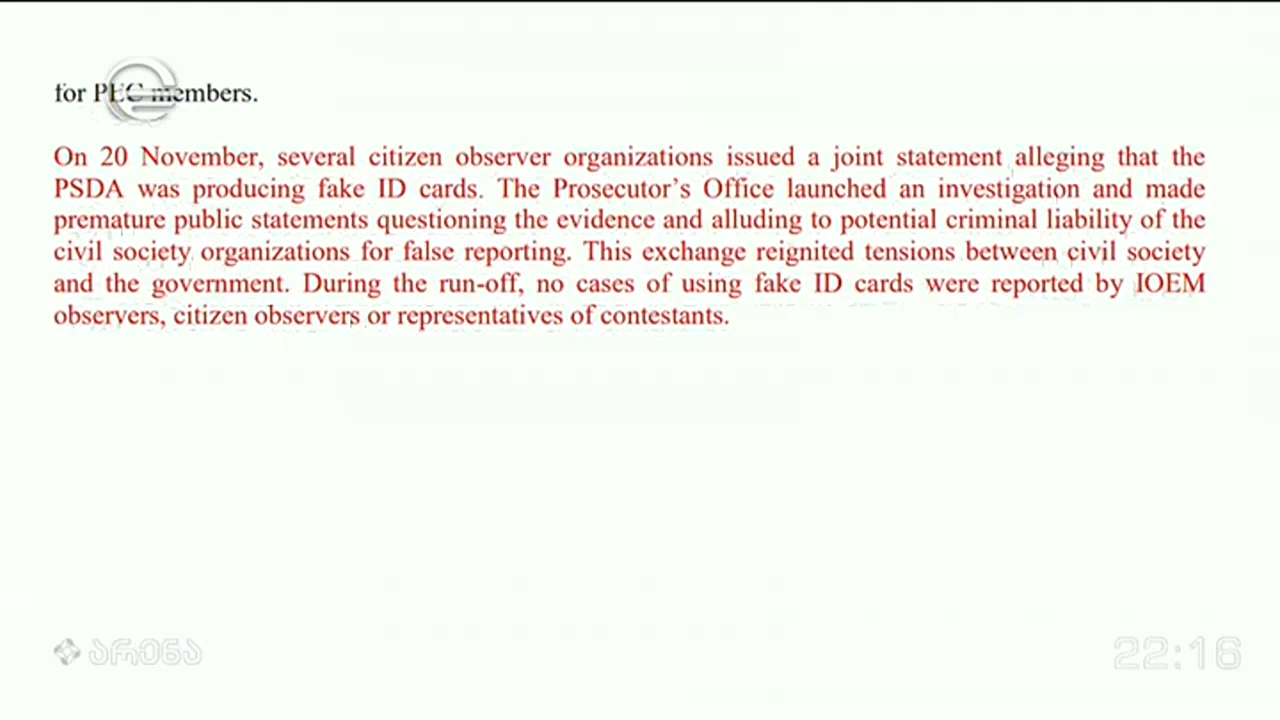 for PEC members.
On 20 November, several citizen observer organizations issued a joint statement alleging that the
PSDA was producing fake ID cards. The Prosecutor's Office launched an investigation and made
premature public statements questioning the evidence and alluding to potential criminal liability of the
civil society organizations for false reporting. This exchange reignited tensions between civil society
and the government. During the run-off, no cases of using fake ID cards were reported by IOEM
observers, citizen observers or representatives of contestants.
არენა
22:16